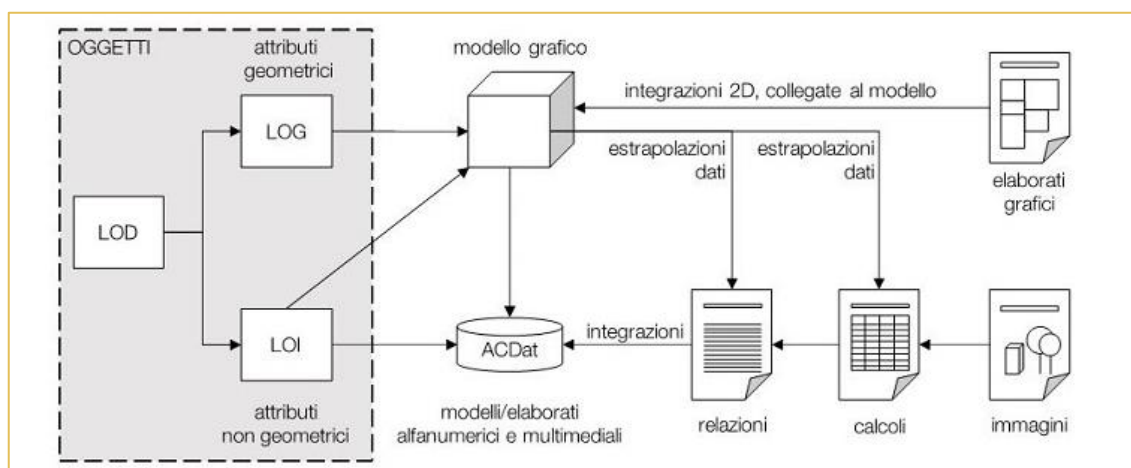 OGGETTI
attributi
geometrici
modello grafico
integrazioni 2D, collegate al modello
LOG
estrapolazioni
dati
estrapolazioni
dati
elaborati
grafici
LOD
LOI
ACDat
integrazioni
attributi
non geometrici
modelli/elaborati
alfanumerici e multimediali
relazioni
calcoli
immagini